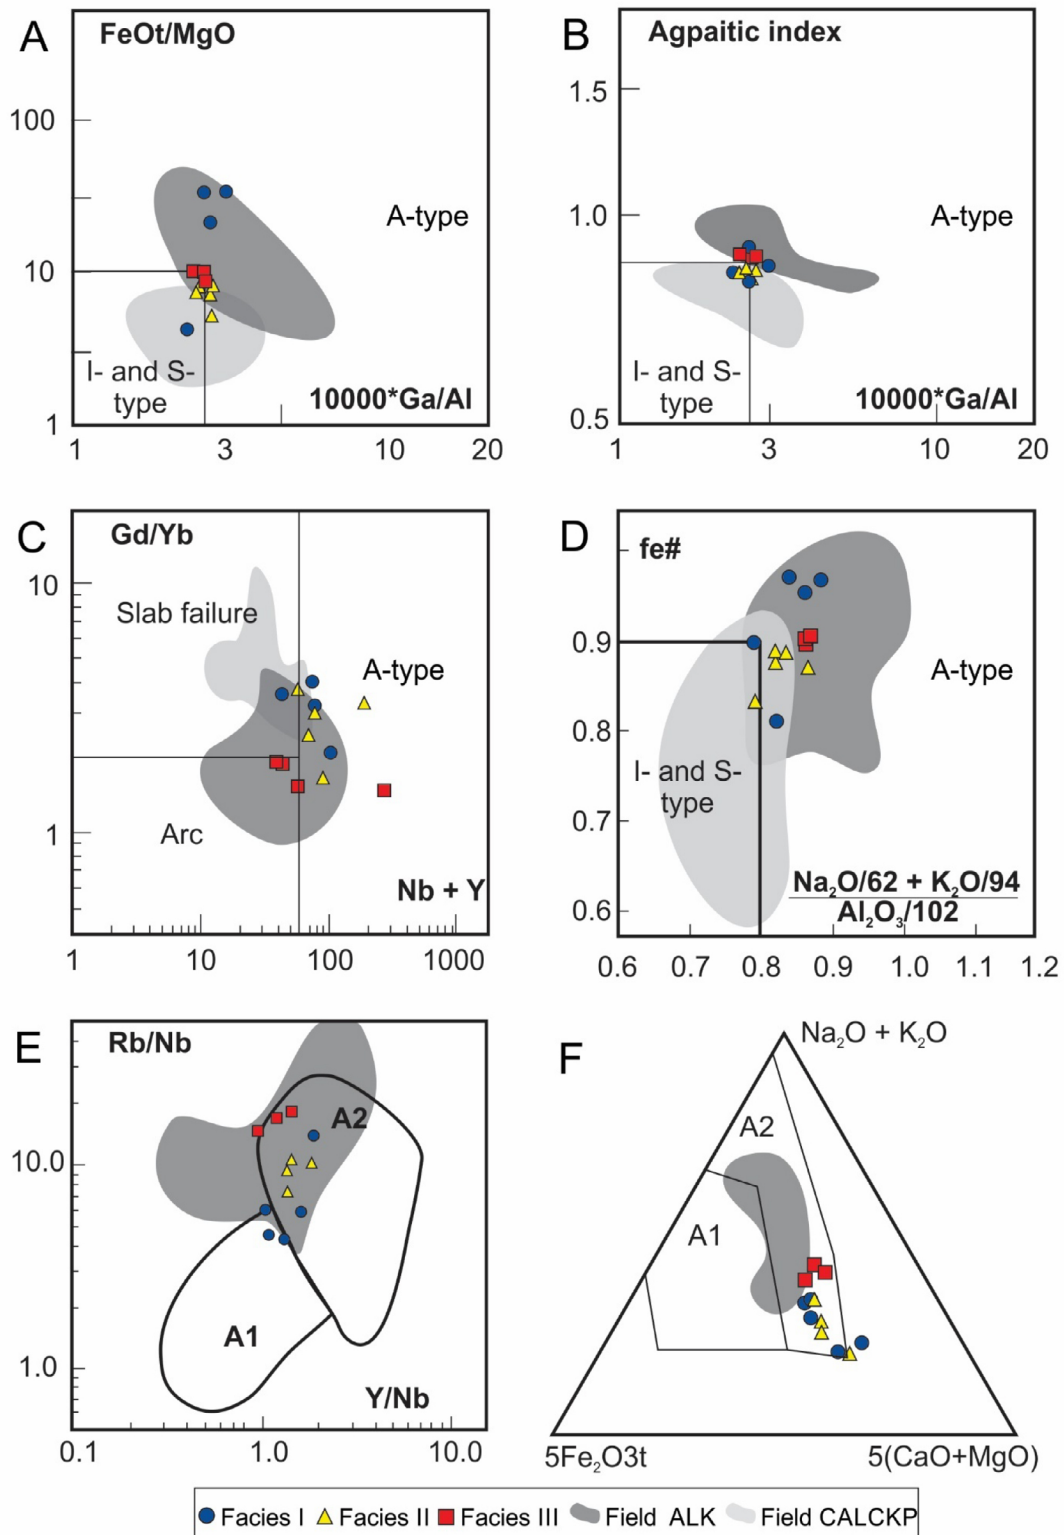 A
FeOt/MgO
100
10
1
A-type
I- and S-
type
10000*Ga/Al
1
3
10
20
B
Agpaitic index
1.5
1.0
0.5
A-type
I- and S-
type
10000*Ga/Al
1
3
10
20
C
Gd/Yb
10
1
Slab failure
A-type
Arc
Nb + Y
1
10
100
1000
D
fe#
0.9
0.8
0.7
0.6
A-type
I- and S-
type
Na₂O/62 + K₂O/94
Al₂O₃/102
0.6
0.7
0.8
0.9
1.0
1.1
1.2
E
Rb/Nb
10.0
1.0
A2
A1
Y/Nb
0.1
1.0
10.0
F
Na₂O + K₂O
A2
A1
5Fe₂O3t
5(CaO+MgO)
Facies I
Facies II
Facies III
Field ALK
Field CALCKP